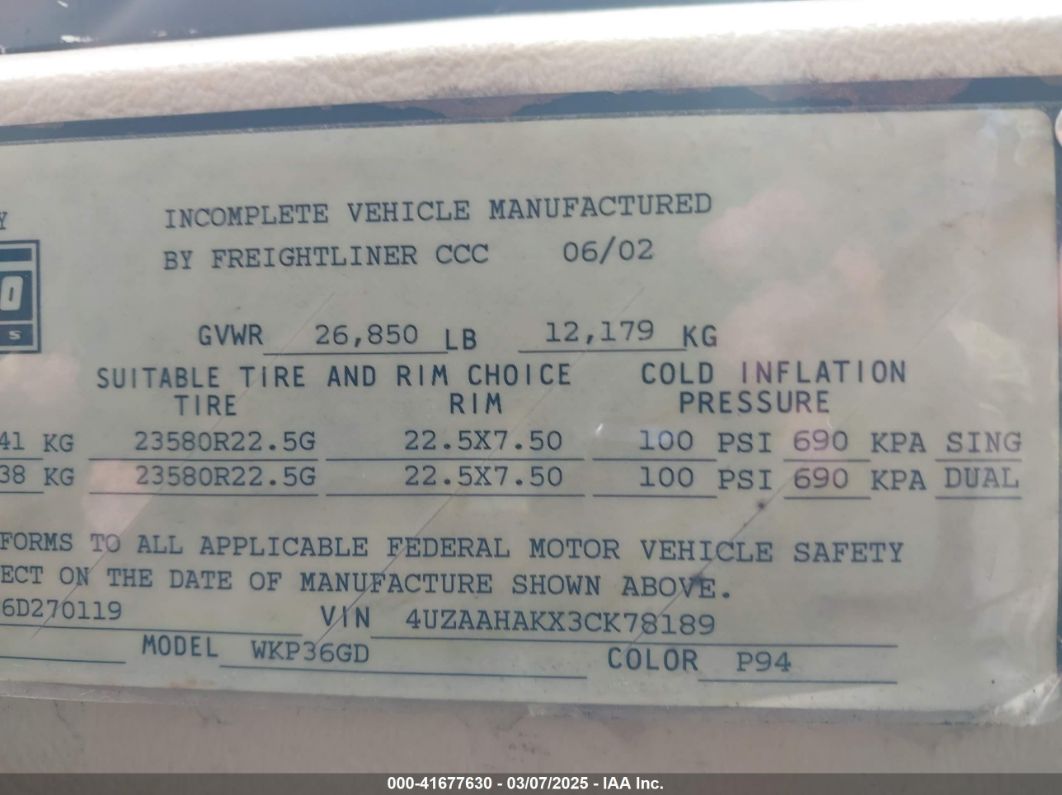 Y
INCOMPLETE VEHICLE MANUFACTURED
BY FREIGHTLINER CCC 06/02
O
S
GVWR 26,850 LB 12,179 KG
SUITABLE TIRE AND RIM CHOICE COLD INFLATION
TIRE RIM PRESSURE
41 KG 23580R22.5G 22.5X7.50 100 PSI 690 KPA SING
38 KG 23580R22.5G 22.5X7.50 100 PSI 690 KPA DUAL
FORMS TO ALL APPLICABLE FEDERAL MOTOR VEHICLE SAFETY
ECT ON THE DATE OF MANUFACTURE SHOWN ABOVE.
6D270119 VIN 4UZAAHAKX3CK78189
MODEL WKP36GD COLOR P94
000-41677630 - 03/07/2025 - IAA Inc.